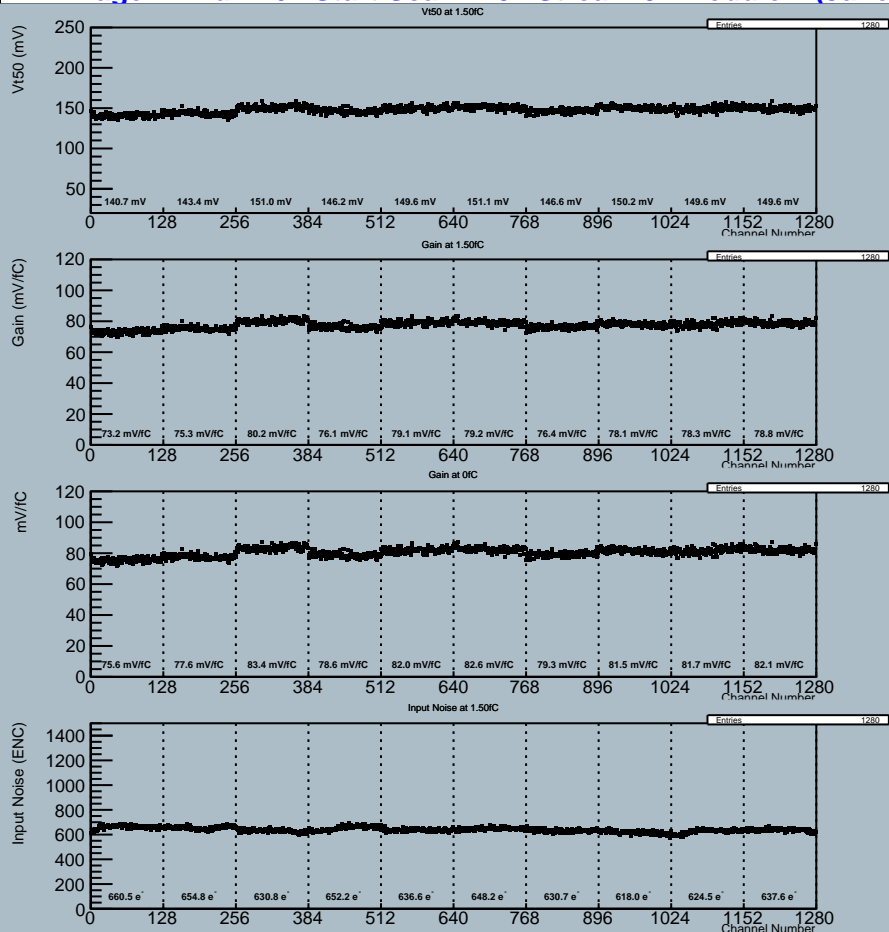 Vt50 at 1.50fC
Entries 1280
Vt50 (mV)
250
200
150
100
50
140.7 mV 143.4 mV 151.0 mV 146.2 mV 149.6 mV 151.1 mV 146.6 mV 150.2 mV 149.6 mV 149.6 mV
0 128 256 384 512 640 768 896 1024 1152 1280
Channel Number
Gain at 1.50fC
Entries 1280
Gain (mV/fC)
120
100
80
60
40
20
0
73.2 mV/fC 75.3 mV/fC 80.2 mV/fC 76.1 mV/fC 79.1 mV/fC 79.2 mV/fC 76.4 mV/fC 78.1 mV/fC 78.3 mV/fC 78.8 mV/fC
0 128 256 384 512 640 768 896 1024 1152 1280
Channel Number
Gain at 0fC
Entries 1280
mV/fC
120
100
80
60
40
20
0
75.6 mV/fC 77.6 mV/fC 83.4 mV/fC 78.6 mV/fC 82.0 mV/fC 82.6 mV/fC 79.3 mV/fC 81.5 mV/fC 81.7 mV/fC 82.1 mV/fC
0 128 256 384 512 640 768 896 1024 1152 1280
Channel Number
Input Noise at 1.50fC
Entries 1280
Input Noise (ENC)
1400
1200
1000
800
600
400
200
0
660.5 e⁻ 654.8 e⁻ 630.8 e⁻ 652.2 e⁻ 636.6 e⁻ 648.2 e⁻ 630.7 e⁻ 618.0 e⁻ 624.5 e⁻ 637.6 e⁻
0 128 256 384 512 640 768 896 1024 1152 1280
Channel Number